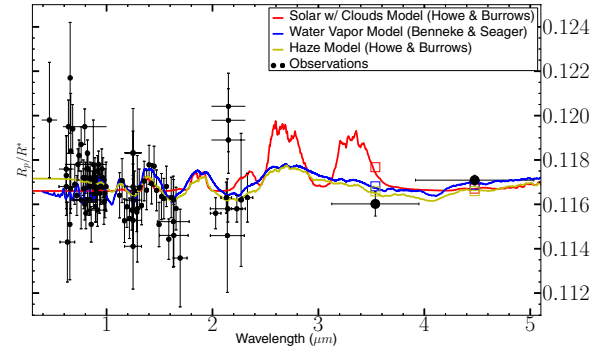 Solar w/ Clouds Model (Howe & Burrows)
Water Vapor Model (Benneke & Seager)
Haze Model (Howe & Burrows)
Observations
0.124
0.122
0.120
0.118
0.116
0.114
0.112
Rp/R*
1 2 3 4 5
Wavelength (μm)